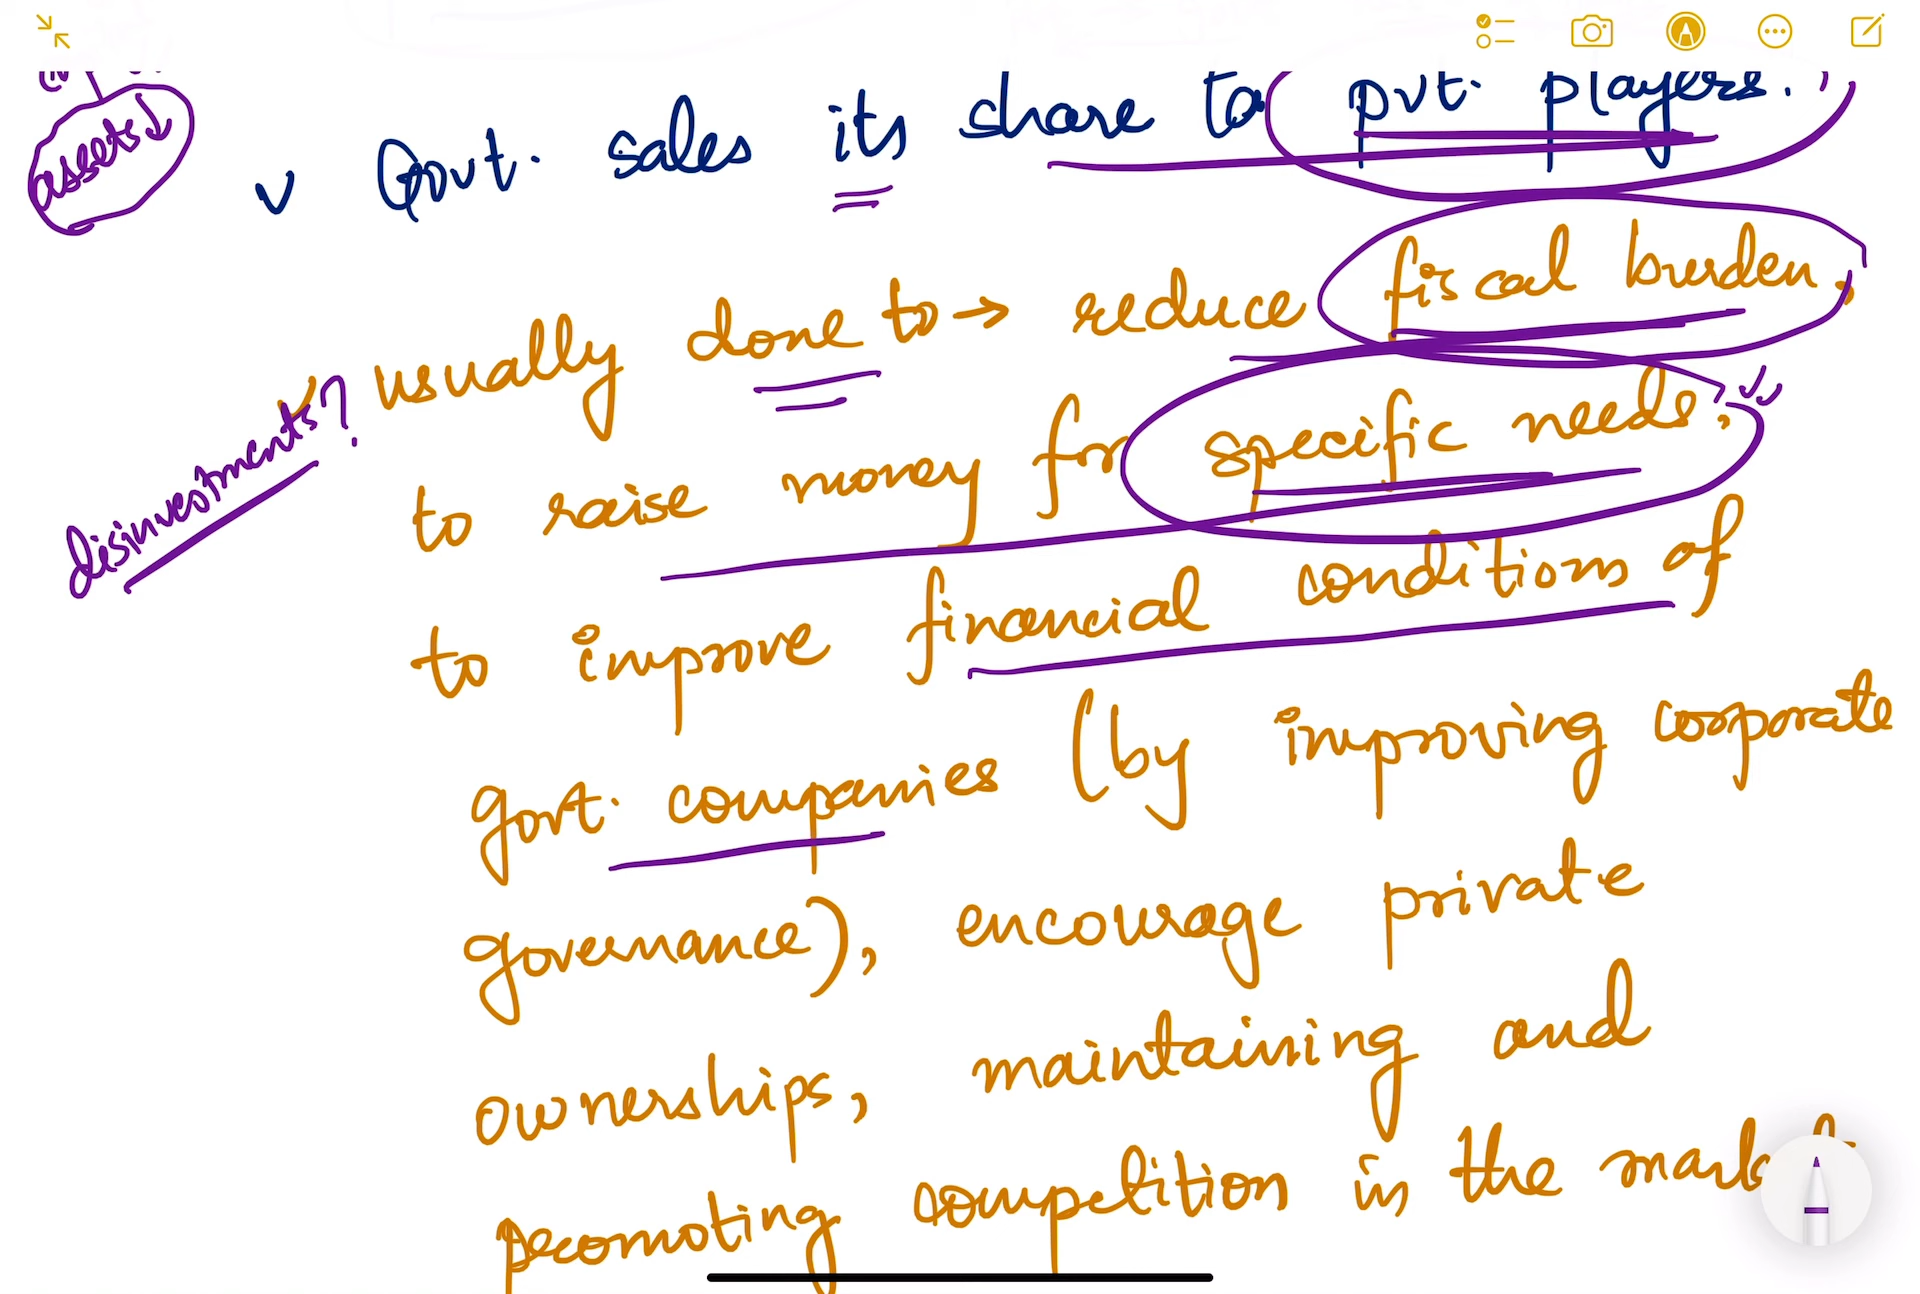 assets↓
✓ Govt. sales its share to pvt. players.
usually done to → reduce fiscal burden,
disinvestments?
to raise money for specific needs,
to improve financial conditions of
govt. companies (by improving corporate
governance), encourage private
ownerships, maintaining and
promoting competition in the market